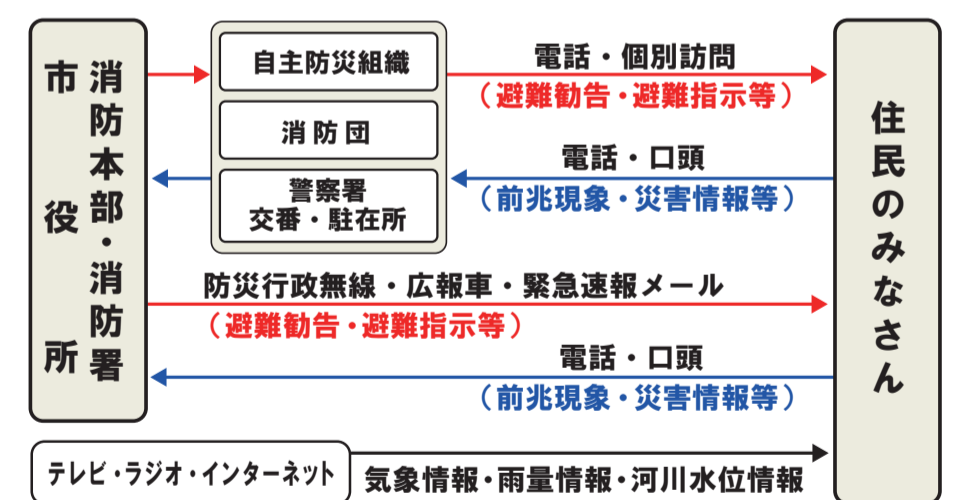 消防本部・消防署
市役所
自主防災組織
消防団
警察署
交番・駐在所
電話・個別訪問
（避難勧告・避難指示等）
電話・口頭
（前兆現象・災害情報等）
防災行政無線・広報車・緊急速報メール
（避難勧告・避難指示等）
電話・口頭
（前兆現象・災害情報等）
住民のみなさん
テレビ・ラジオ・インターネット
気象情報・雨量情報・河川水位情報